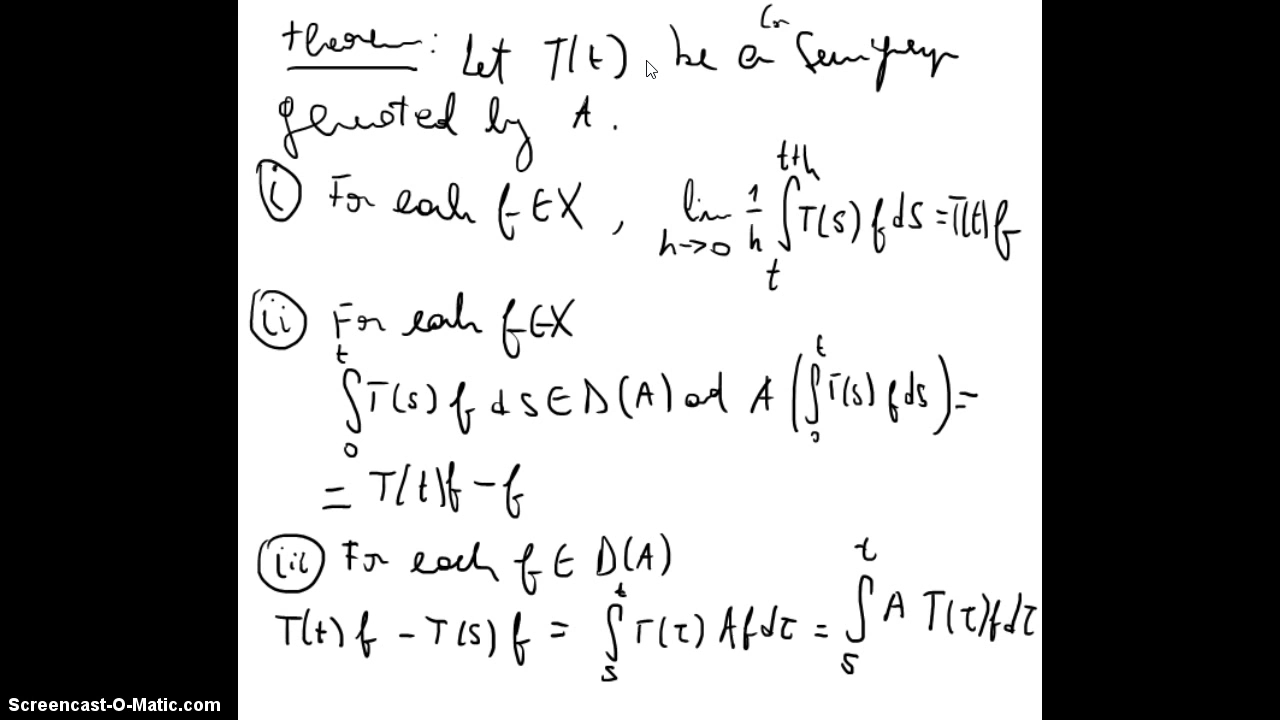 theorem: Let T(t) be a C₀ semigroup
generated by A.
(i) For each f ∈ X, lim_{h→0} 1/h ∫_t^{t+h} T(s) f ds = T(t) f
(ii) For each f ∈ X
∫_0^t T(s) f ds ∈ D(A) and A (∫_0^t T(s) f ds) =
= T(t) f - f
(iii) For each f ∈ D(A)
T(t) f - T(s) f = ∫_s^t T(τ) A f dτ = ∫_s^t A T(τ) f dτ
Screencast-O-Matic.com